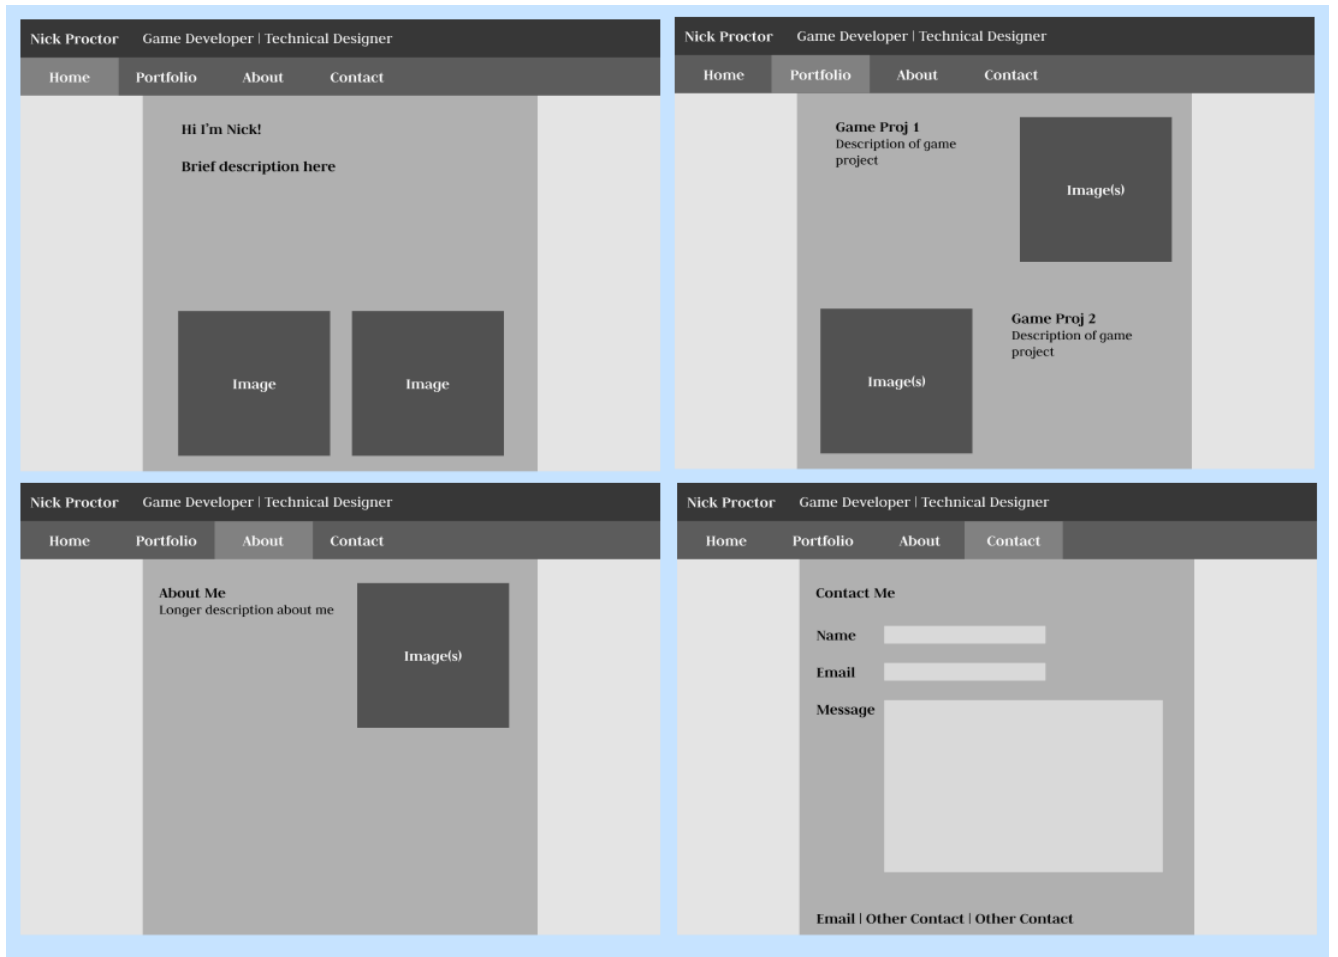 Nick Proctor Game Developer | Technical Designer
Home Portfolio About Contact
Hi I'm Nick!
Brief description here
Image Image
Nick Proctor Game Developer | Technical Designer
Home Portfolio About Contact
Game Proj 1
Description of game
project
Image(s)
Game Proj 2
Description of game
project
Image(s)
Nick Proctor Game Developer | Technical Designer
Home Portfolio About Contact
About Me
Longer description about me
Image(s)
Nick Proctor Game Developer | Technical Designer
Home Portfolio About Contact
Contact Me
Name
Email
Message
Email | Other Contact | Other Contact